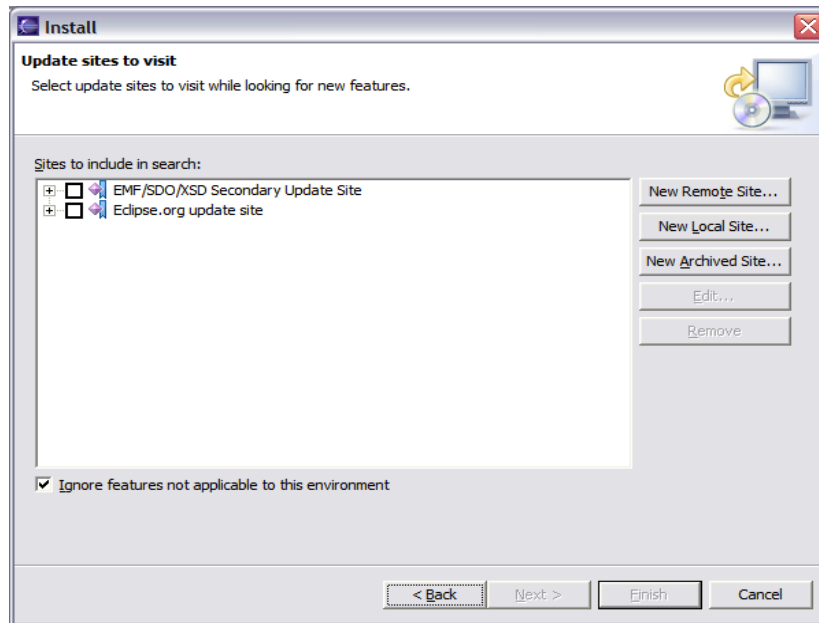 Install
Update sites to visit
Select update sites to visit while looking for new features.
Sites to include in search:
EMF/SDO/XSD Secondary Update Site
Eclipse.org update site
New Remote Site...
New Local Site...
New Archived Site...
Edit...
Remove
Ignore features not applicable to this environment
< Back
Next >
Finish
Cancel